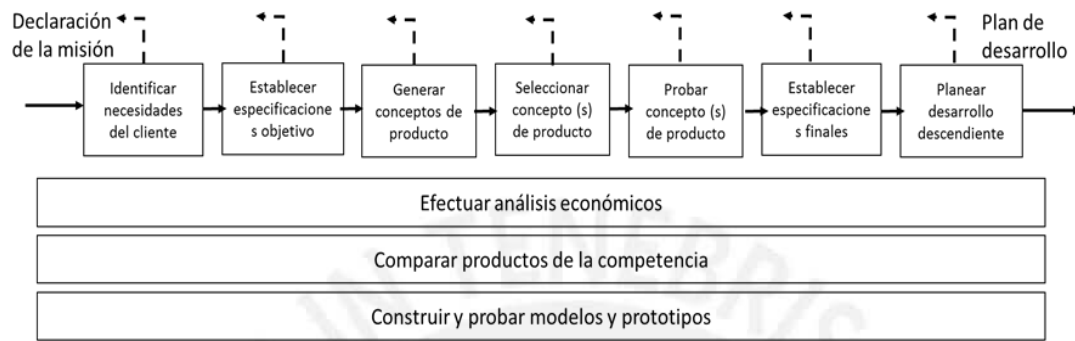 Declaración
de la misión
Plan de
desarrollo
Identificar
necesidades
del cliente
Establecer
especificacione
s objetivo
Generar
conceptos de
producto
Seleccionar
concepto (s)
de producto
Probar
concepto (s)
de producto
Establecer
especificacione
s finales
Planear
desarrollo
descendiente
Efectuar análisis económicos
Comparar productos de la competencia
Construir y probar modelos y prototipos
IN TENEBRIS